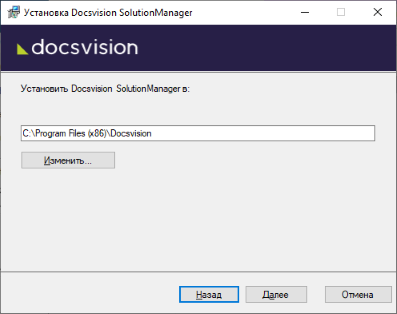 Установка Docsvision SolutionManager
docsvision
Установить Docsvision SolutionManager в:
C:\Program Files (x86)\Docsvision
Изменить...
Назад
Далее
Отмена